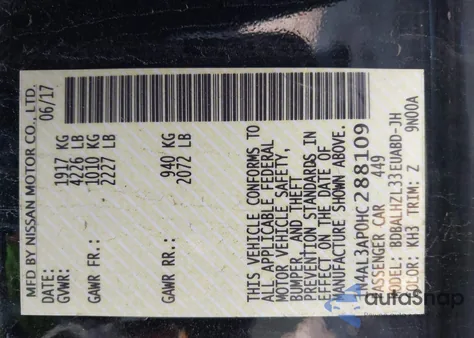 MFD BY NISSAN MOTOR CO., LTD.
DATE: 06/17
GVWR: 1917 KG
4226 LB
GAWR FR.: 1010 KG
2227 LB
GAWR RR.: 940 KG
2072 LB
THIS VEHICLE CONFORMS TO
ALL APPLICABLE FEDERAL
MOTOR VEHICLE SAFETY,
BUMPER, AND THEFT
PREVENTION STANDARDS IN
EFFECT ON THE DATE OF
MANUFACTURE SHOWN ABOVE.
1N4AL3AP0HC288109
PASSENGER CAR 449
MODEL: BDBALHZL33EUABD-JH
COLOR: KH3 TRIM: Z 9N00A
autoSnap